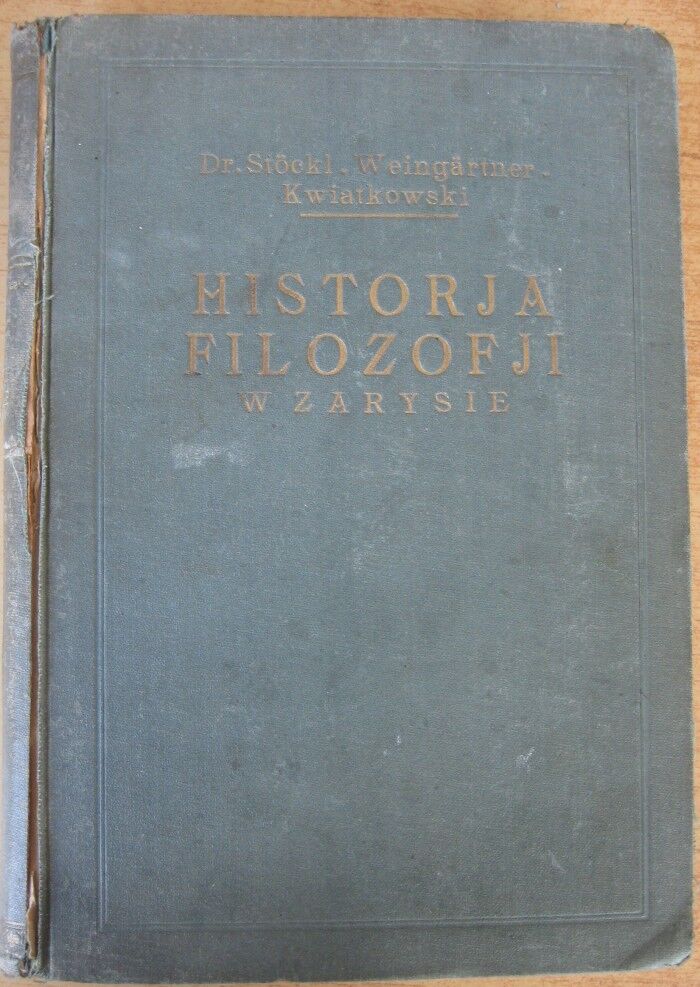 Dr. Stöckl. Weingärtner.
Kwiatkowski
HISTORJA
FILOZOFJI
W ZARYSIE